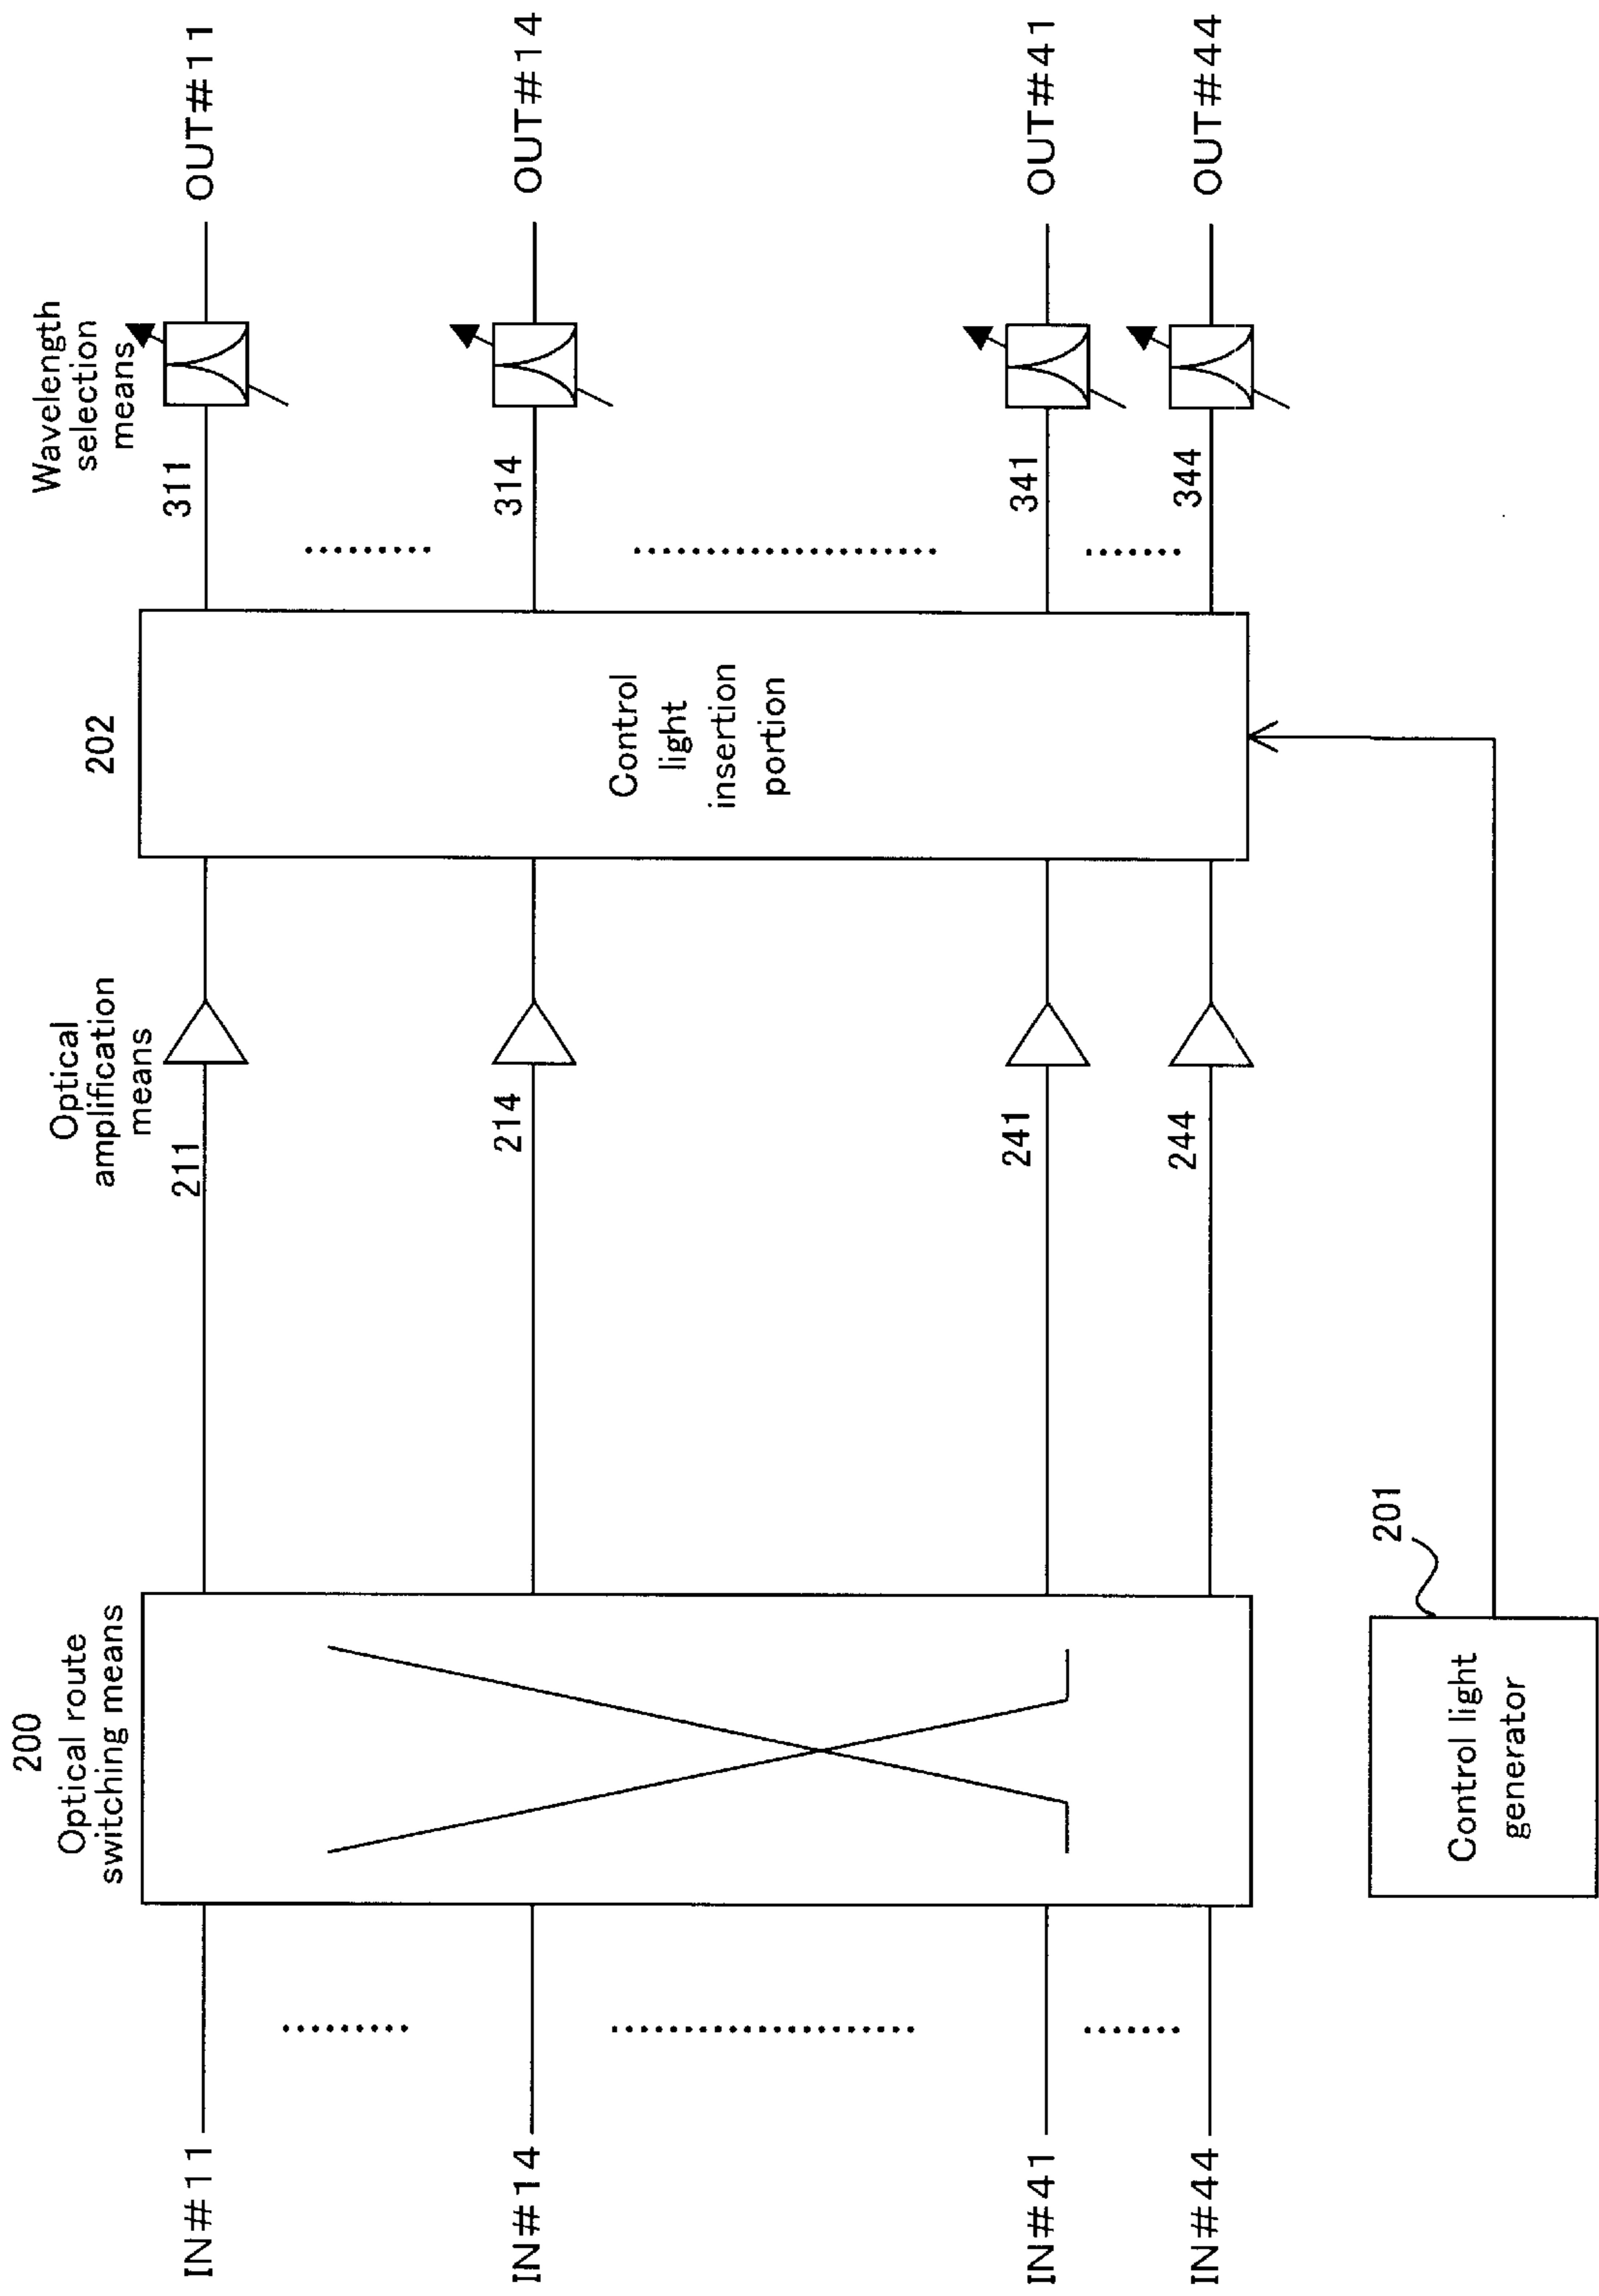 200
Optical route
switching means
Optical
amplification
means
202
Wavelength
selection
means
IN#11
211
311
OUT#11
IN#14
214
314
OUT#14
Control
light
insertion
portion
IN#41
241
341
OUT#41
IN#44
244
344
OUT#44
201
Control light
generator